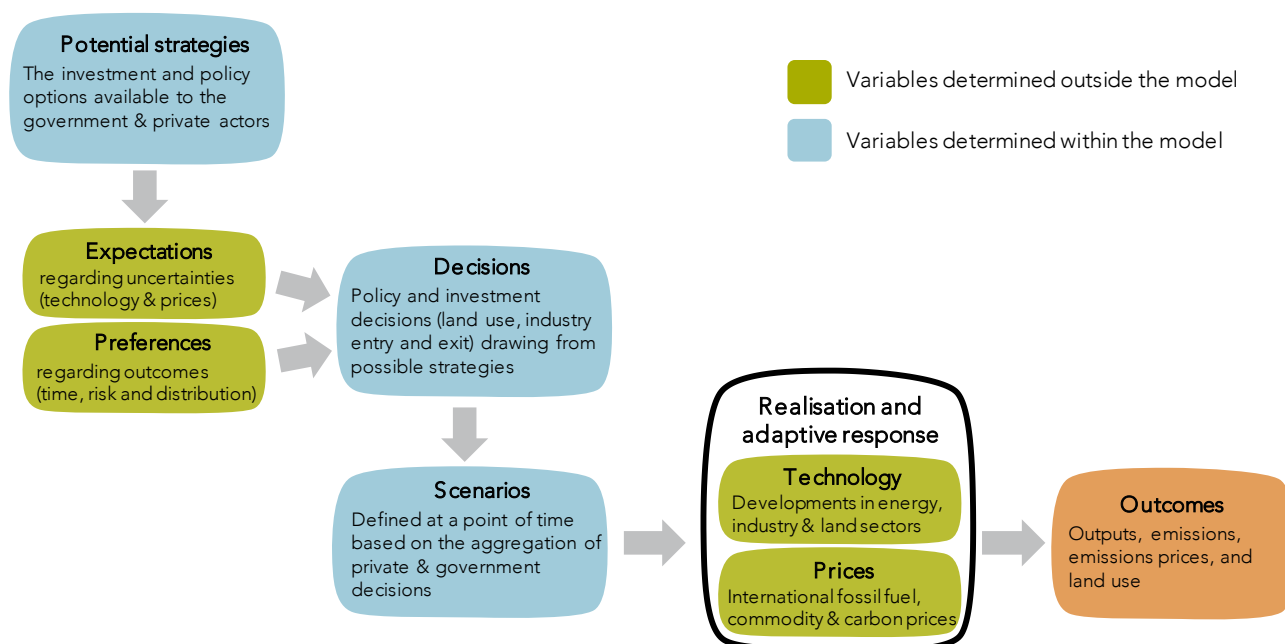 Potential strategies
The investment and policy
options available to the
government & private actors
Variables determined outside the model
Variables determined within the model
Expectations
regarding uncertainties
(technology & prices)
Preferences
regarding outcomes
(time, risk and distribution)
Decisions
Policy and investment
decisions (land use, industry
entry and exit) drawing from
possible strategies
Scenarios
Defined at a point of time
based on the aggregation of
private & government
decisions
Realisation and
adaptive response
Technology
Developments in energy,
industry & land sectors
Prices
International fossil fuel,
commodity & carbon prices
Outcomes
Outputs, emissions,
emissions prices, and
land use